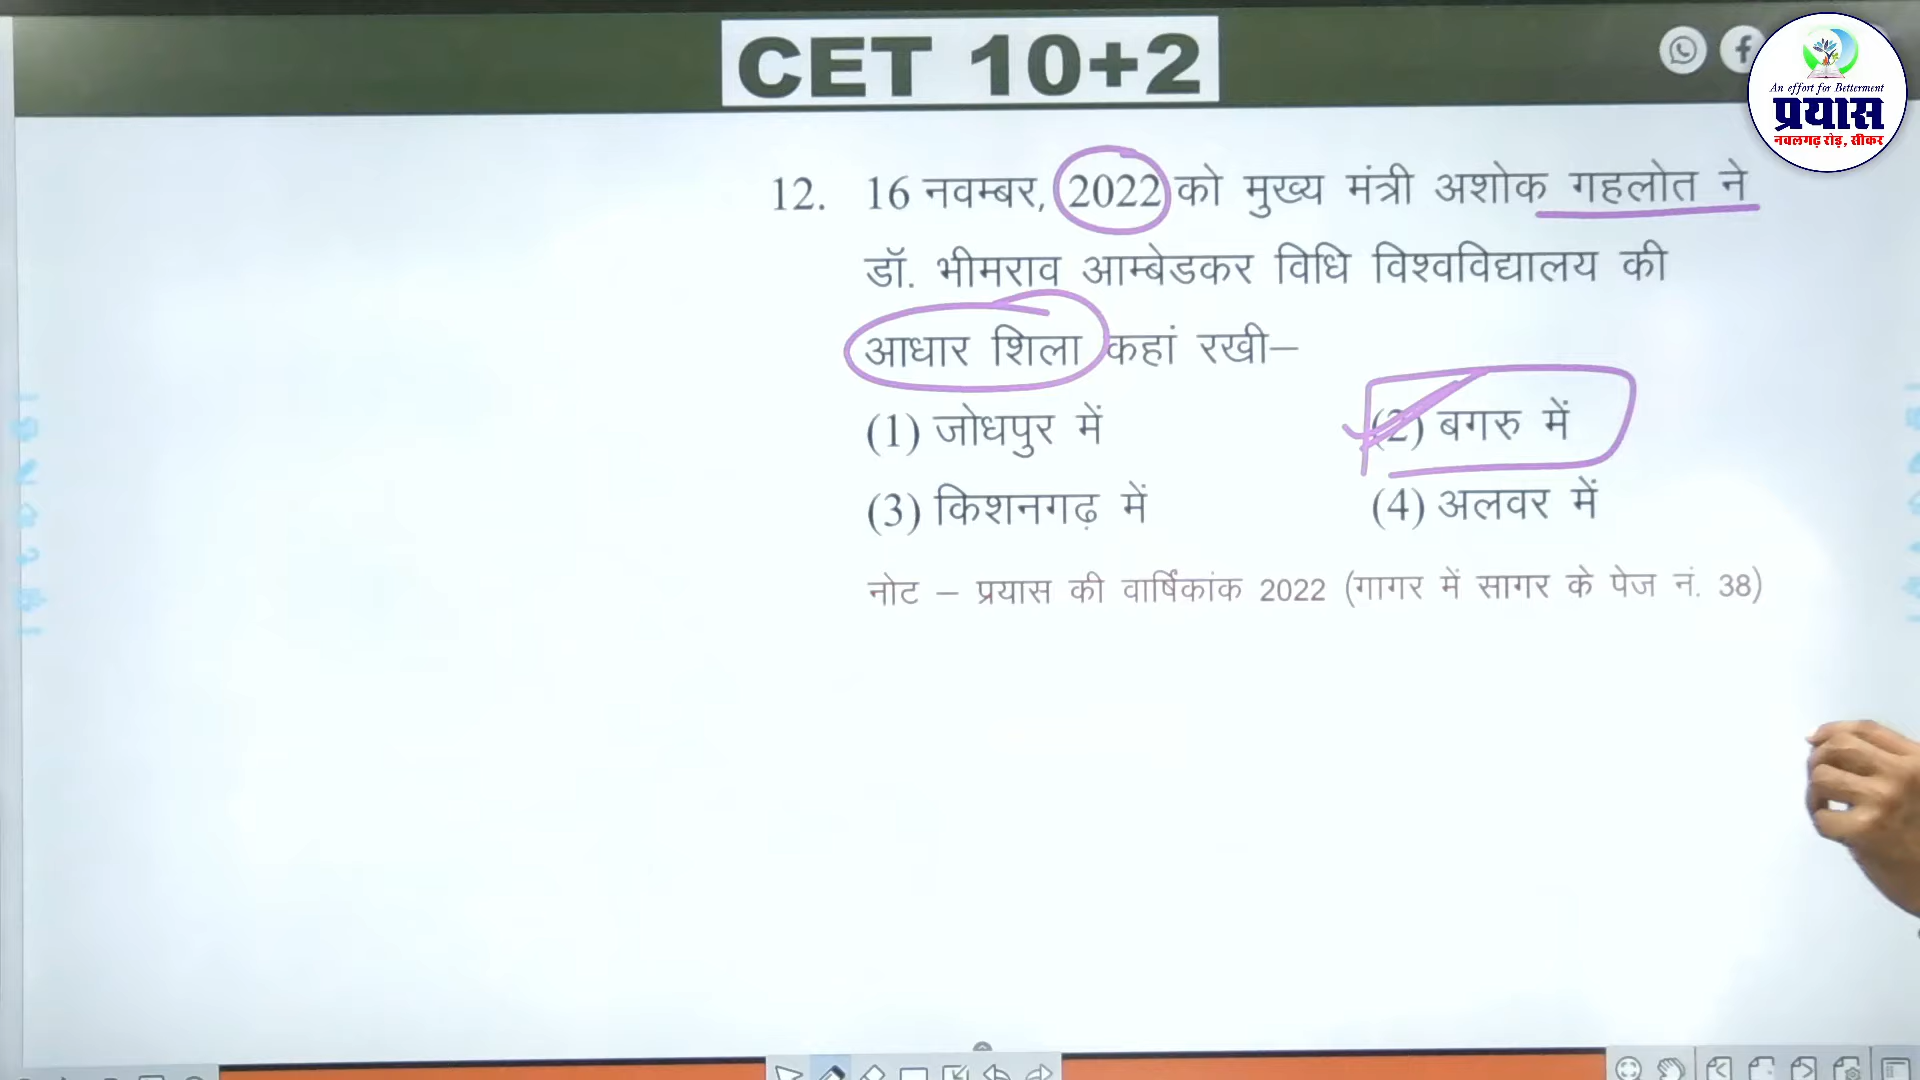 CET 10+2
An effort for Betterment
प्रयास
नवलगढ़ रोड़, सीकर
12. 16 नवम्बर, 2022 को मुख्य मंत्री अशोक गहलोत ने
डॉ. भीमराव आम्बेडकर विधि विश्वविद्यालय की
आधार शिला कहां रखी–
(1) जोधपुर में (2) बगरु में
(3) किशनगढ़ में (4) अलवर में
नोट – प्रयास की वार्षिकांक 2022 (गागर में सागर के पेज नं. 38)